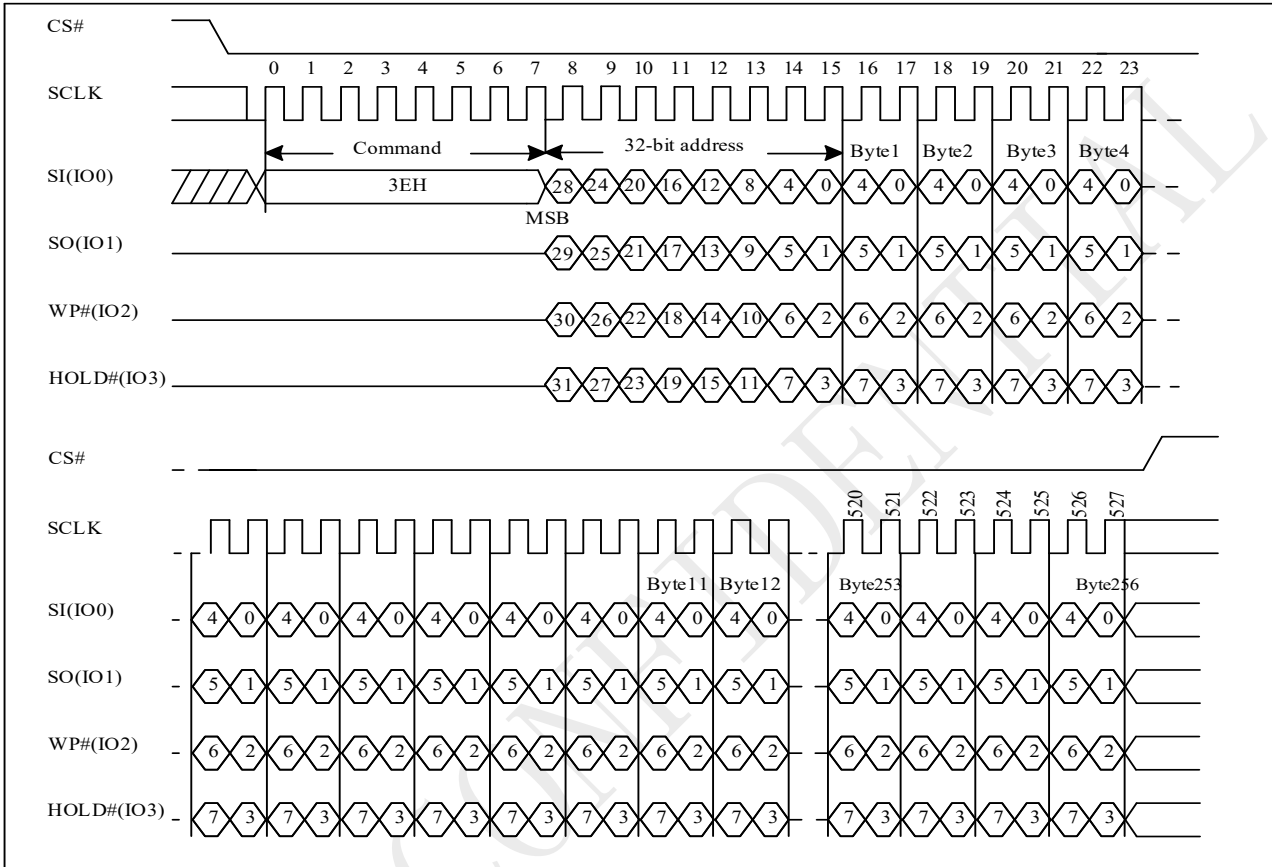 CS#
0 1 2 3 4 5 6 7 8 9 10 11 12 13 14 15 16 17 18 19 20 21 22 23
SCLK
Command 32-bit address Byte1 Byte2 Byte3 Byte4
SI(IO0) 3EH 28 24 20 16 12 8 4 0 4 0 4 0 4 0 4 0
MSB
SO(IO1) 29 25 21 17 13 9 5 1 5 1 5 1 5 1 5 1
WP#(IO2) 30 26 22 18 14 10 6 2 6 2 6 2 6 2 6 2
HOLD#(IO3) 31 27 23 19 15 11 7 3 7 3 7 3 7 3 7 3
CS#
520 521 522 523 524 525 526 527
SCLK
Byte11 Byte12 Byte253 Byte256
SI(IO0) 4 0 4 0 4 0 4 0 4 0 4 0 4 0 4 0 4 0 4 0 4 0 4 0
SO(IO1) 5 1 5 1 5 1 5 1 5 1 5 1 5 1 5 1 5 1 5 1 5 1 5 1
WP#(IO2) 6 2 6 2 6 2 6 2 6 2 6 2 6 2 6 2 6 2 6 2 6 2 6 2
HOLD#(IO3) 7 3 7 3 7 3 7 3 7 3 7 3 7 3 7 3 7 3 7 3 7 3 7 3
CONFIDENTIAL